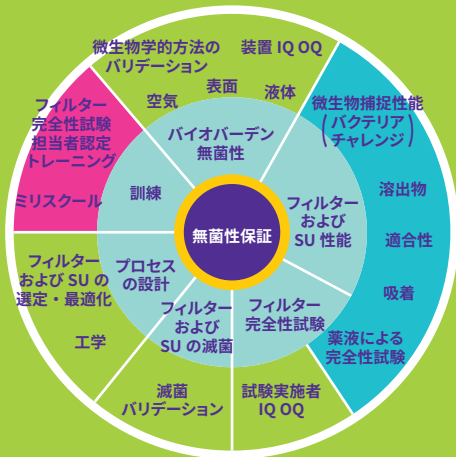 微生物学的方法の
バリデーション
装置 IQ OQ
空気
表面
液体
バイオバーデン
無菌性
微生物捕捉性能
(バクテリア
チャレンジ)
溶出物
適合性
吸着
薬液による
完全性試験
フィルター
および
SU 性能
フィルター
完全性試験
試験実施者
IQ OQ
フィルター
および
SU の滅菌
滅菌
バリデーション
プロセス
の設計
フィルター
および SU の
選定・最適化
工学
訓練
フィルター
完全性試験
担当者認定
トレーニング
ミリスクール
無菌性保証